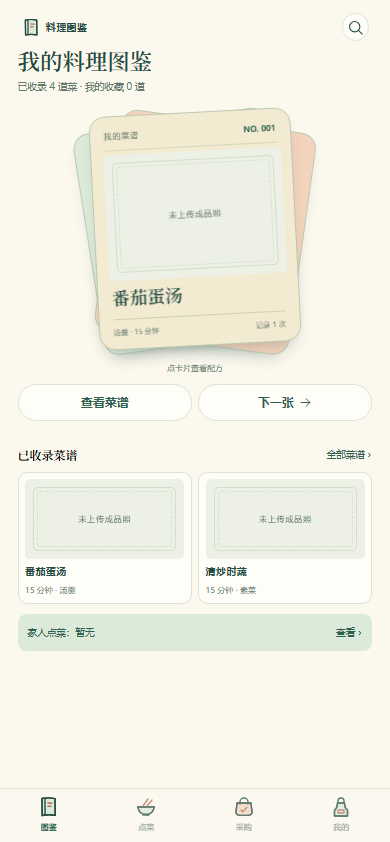 料理图鉴
我的料理图鉴
已收录 4 道菜 · 我的收藏 0 道
我的菜谱
NO. 001
未上传成品照
番茄蛋汤
汤羹 · 15 分钟
记录 1 次
点卡片查看配方
查看菜谱
下一张 →
已收录菜谱
全部菜谱 ›
未上传成品照
未上传成品照
番茄蛋汤
清炒时蔬
15 分钟 · 汤羹
15 分钟 · 素菜
家人点菜：暂无
查看 ›
图鉴
点菜
采购
我的